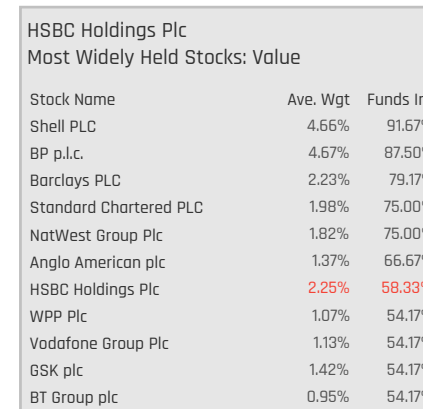 HSBC Holdings Plc
Most Widely Held Stocks: Value
Stock Name Ave. Wgt Funds In
Shell PLC 4.66% 91.67%
BP p.l.c. 4.67% 87.50%
Barclays PLC 2.23% 79.17%
Standard Chartered PLC 1.98% 75.00%
NatWest Group Plc 1.82% 75.00%
Anglo American plc 1.37% 66.67%
HSBC Holdings Plc 2.25% 58.33%
WPP Plc 1.07% 54.17%
Vodafone Group Plc 1.13% 54.17%
GSK plc 1.42% 54.17%
BT Group plc 0.95% 54.17%